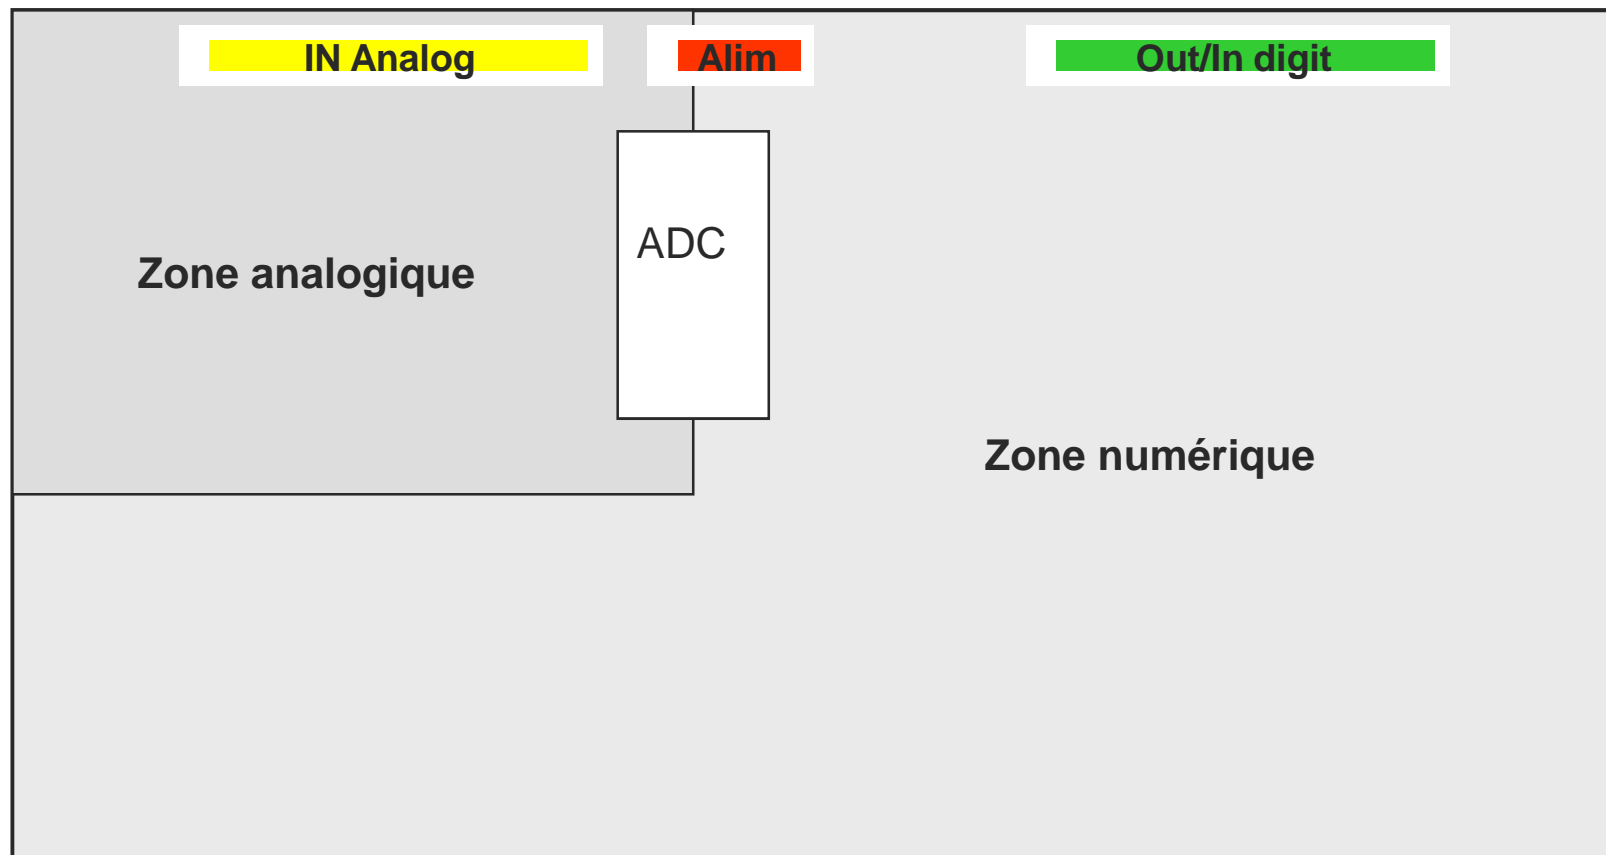 IN Analog
Alim
Out/In digit
ADC
Zone analogique
Zone numérique